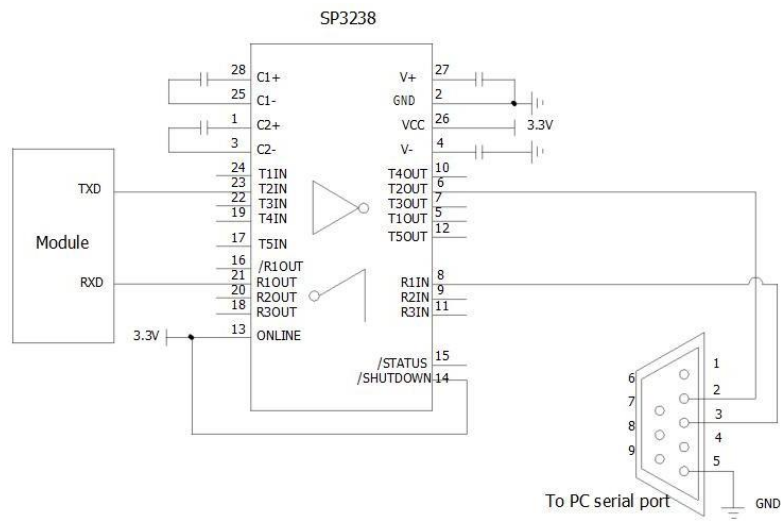 SP3238
28 C1+ V+ 27
25 C1- GND 2
1 C2+ VCC 26 3.3V
3 C2- V- 4
24 T1IN T4OUT 10
TXD 23 T2IN T2OUT 6
22 T3IN T3OUT 7
19 T4IN T1OUT 5
17 T5IN T5OUT 12
Module
16 /R1OUT
RXD 21 R1OUT R1IN 8
20 R2OUT R2IN 9
18 R3OUT R3IN 11
3.3V 13 ONLINE
/STATUS 15
/SHUTDOWN 14
1
6
2
7
3
8
4
9
5
To PC serial port GND